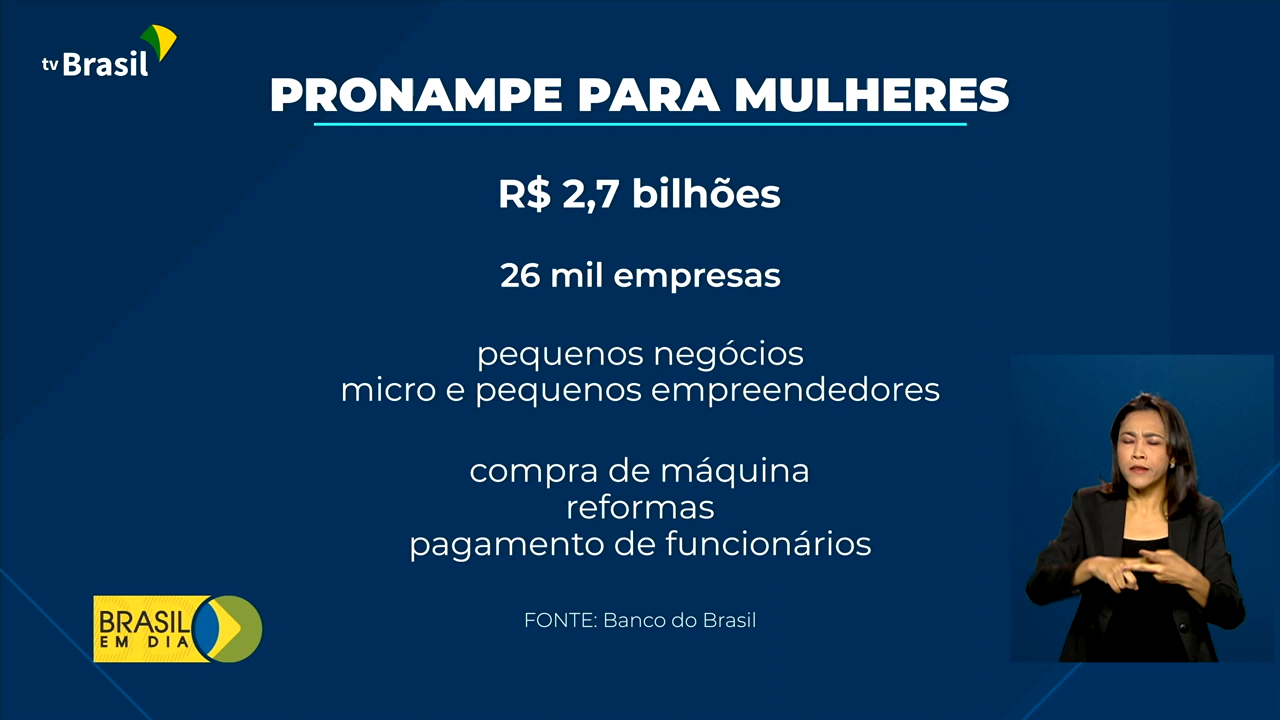 tv Brasil
PRONAMPE PARA MULHERES
R$ 2,7 bilhões
26 mil empresas
pequenos negócios
micro e pequenos empreendedores
compra de máquina
reformas
pagamento de funcionários
FONTE: Banco do Brasil
BRASIL
EM DIA